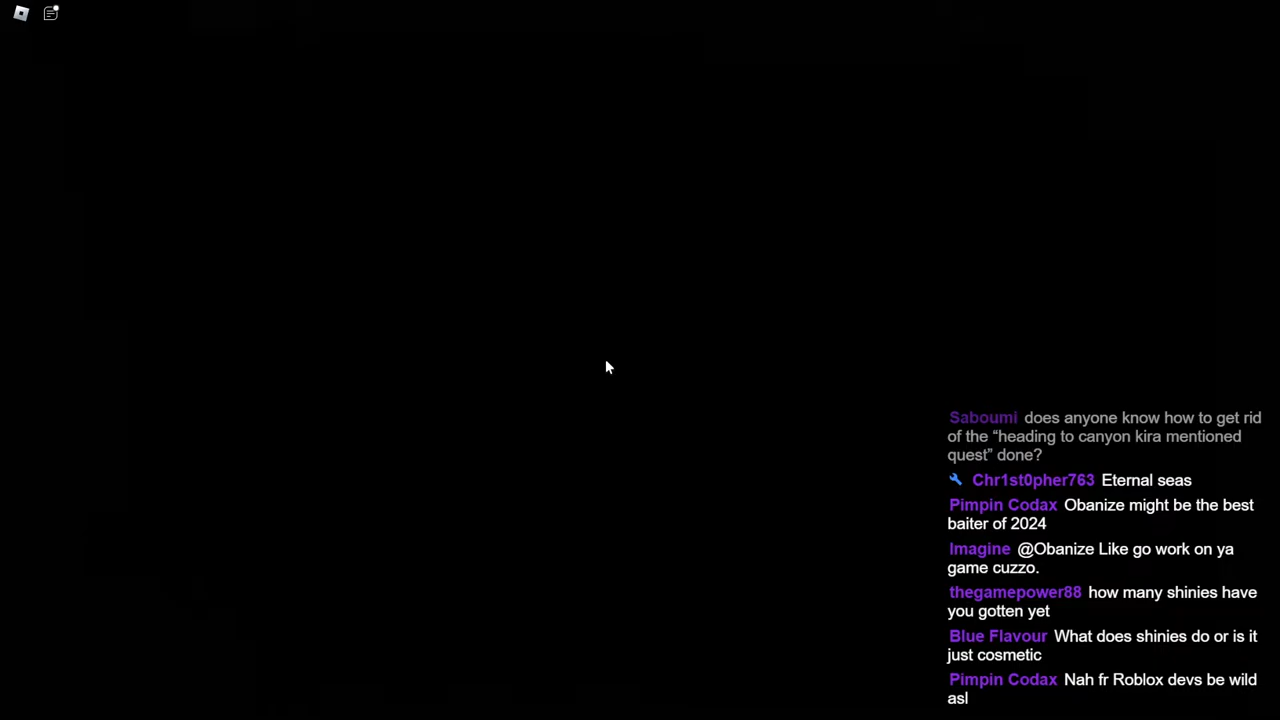 Saboumi does anyone know how to get rid
of the “heading to canyon kira mentioned
quest” done?
Chr1st0pher763 Eternal seas
Pimpin Codax Obanize might be the best
baiter of 2024
Imagine @Obanize Like go work on ya
game cuzzo.
thegamepower88 how many shinies have
you gotten yet
Blue Flavour What does shinies do or is it
just cosmetic
Pimpin Codax Nah fr Roblox devs be wild
asl